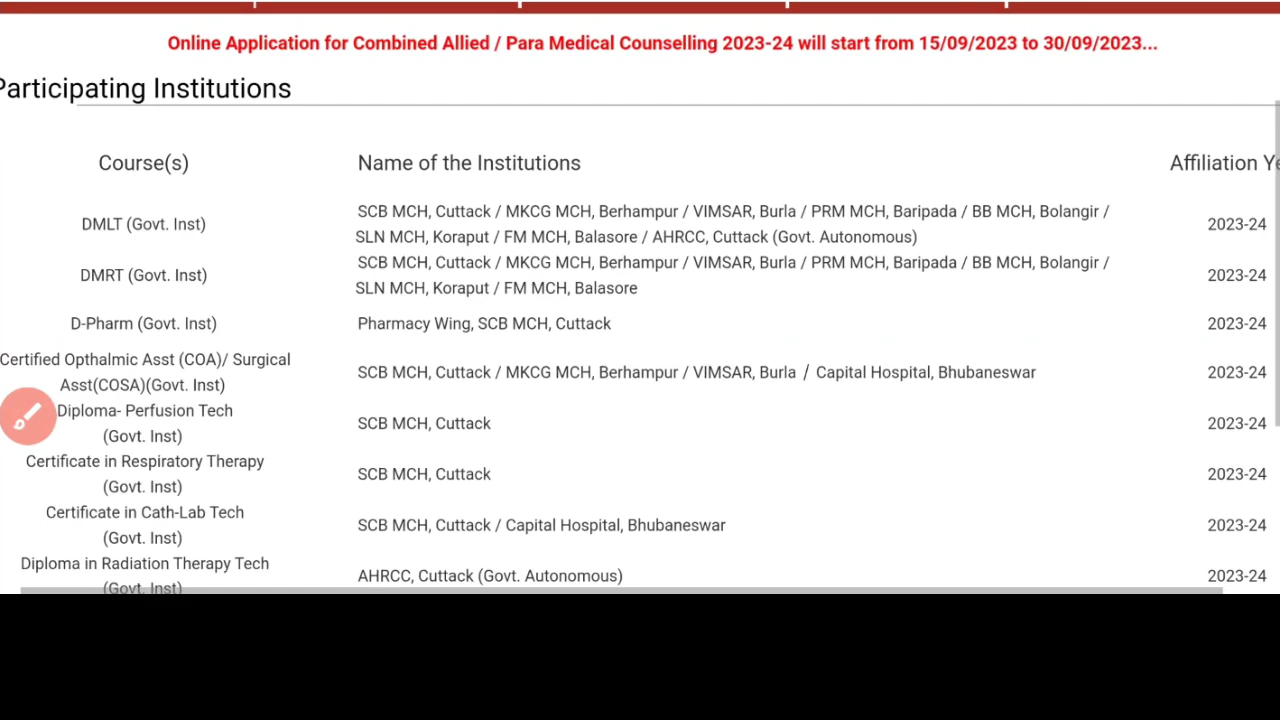 Online Application for Combined Allied / Para Medical Counselling 2023-24 will start from 15/09/2023 to 30/09/2023...
Participating Institutions
Course(s) Name of the Institutions Affiliation Ye
DMLT (Govt. Inst) SCB MCH, Cuttack / MKCG MCH, Berhampur / VIMSAR, Burla / PRM MCH, Baripada / BB MCH, Bolangir /
SLN MCH, Koraput / FM MCH, Balasore / AHRCC, Cuttack (Govt. Autonomous) 2023-24
DMRT (Govt. Inst) SCB MCH, Cuttack / MKCG MCH, Berhampur / VIMSAR, Burla / PRM MCH, Baripada / BB MCH, Bolangir /
SLN MCH, Koraput / FM MCH, Balasore 2023-24
D-Pharm (Govt. Inst) Pharmacy Wing, SCB MCH, Cuttack 2023-24
Certified Opthalmic Asst (COA)/ Surgical
Asst(COSA)(Govt. Inst) SCB MCH, Cuttack / MKCG MCH, Berhampur / VIMSAR, Burla / Capital Hospital, Bhubaneswar 2023-24
Diploma- Perfusion Tech
(Govt. Inst) SCB MCH, Cuttack 2023-24
Certificate in Respiratory Therapy
(Govt. Inst) SCB MCH, Cuttack 2023-24
Certificate in Cath-Lab Tech
(Govt. Inst) SCB MCH, Cuttack / Capital Hospital, Bhubaneswar 2023-24
Diploma in Radiation Therapy Tech
(Govt. Inst) AHRCC, Cuttack (Govt. Autonomous) 2023-24